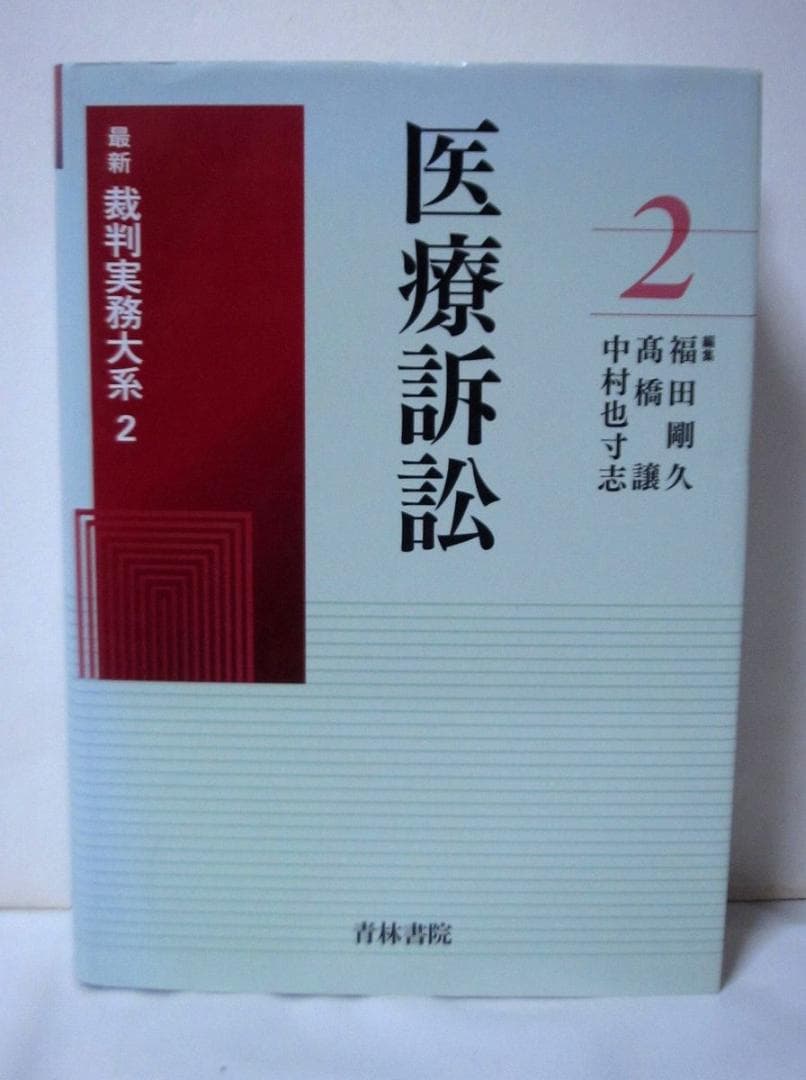 2
編集
福田剛久
髙橋譲
中村也寸志
医療訴訟
最新 裁判実務大系 2
青林書院